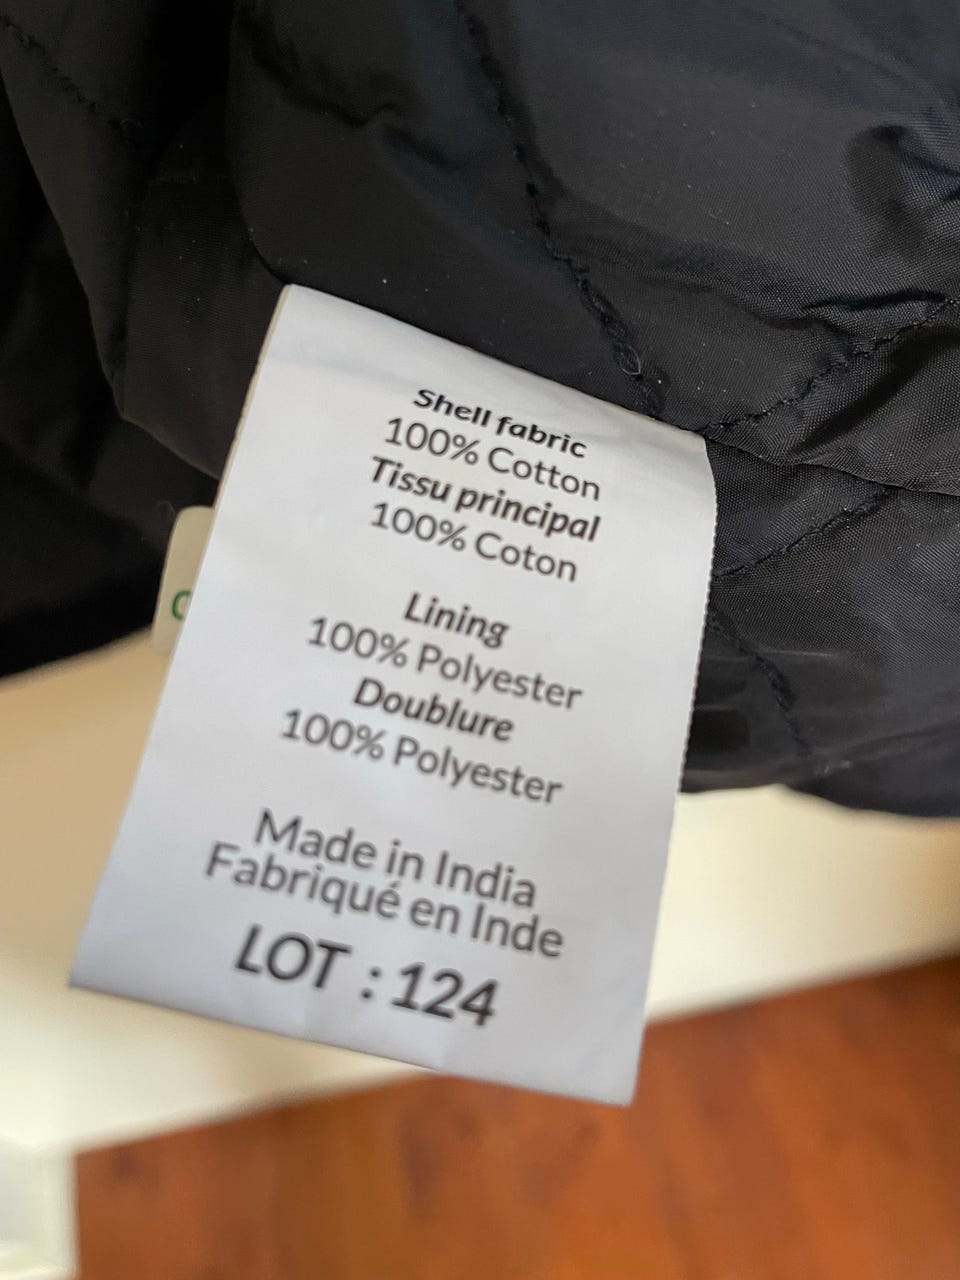 Shell fabric
100% Cotton
Tissu principal
100% Coton
Lining
100% Polyester
Doublure
100% Polyester
Made in India
Fabriqué en Inde
LOT : 124